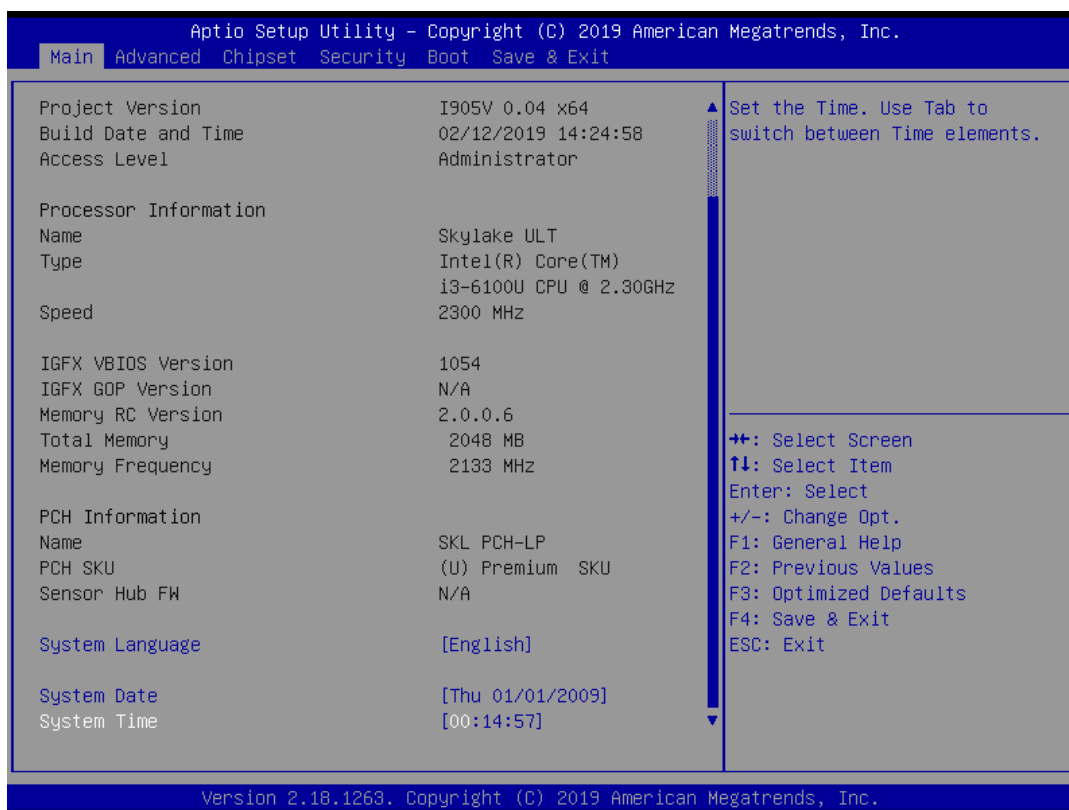 Aptio Setup Utility – Copyright (C) 2019 American Megatrends, Inc.
Main Advanced Chipset Security Boot Save & Exit
Project Version I905V 0.04 x64
Build Date and Time 02/12/2019 14:24:58
Access Level Administrator
Processor Information
Name Skylake ULT
Type Intel(R) Core(TM)
i3-6100U CPU @ 2.30GHz
Speed 2300 MHz
IGFX VBIOS Version 1054
IGFX GOP Version N/A
Memory RC Version 2.0.0.6
Total Memory 2048 MB
Memory Frequency 2133 MHz
PCH Information
Name SKL PCH-LP
PCH SKU (U) Premium SKU
Sensor Hub FW N/A
System Language [English]
System Date [Thu 01/01/2009]
System Time [00:14:57]
Set the Time. Use Tab to
switch between Time elements.
→←: Select Screen
↑↓: Select Item
Enter: Select
+/-: Change Opt.
F1: General Help
F2: Previous Values
F3: Optimized Defaults
F4: Save & Exit
ESC: Exit
Version 2.18.1263. Copyright (C) 2019 American Megatrends, Inc.